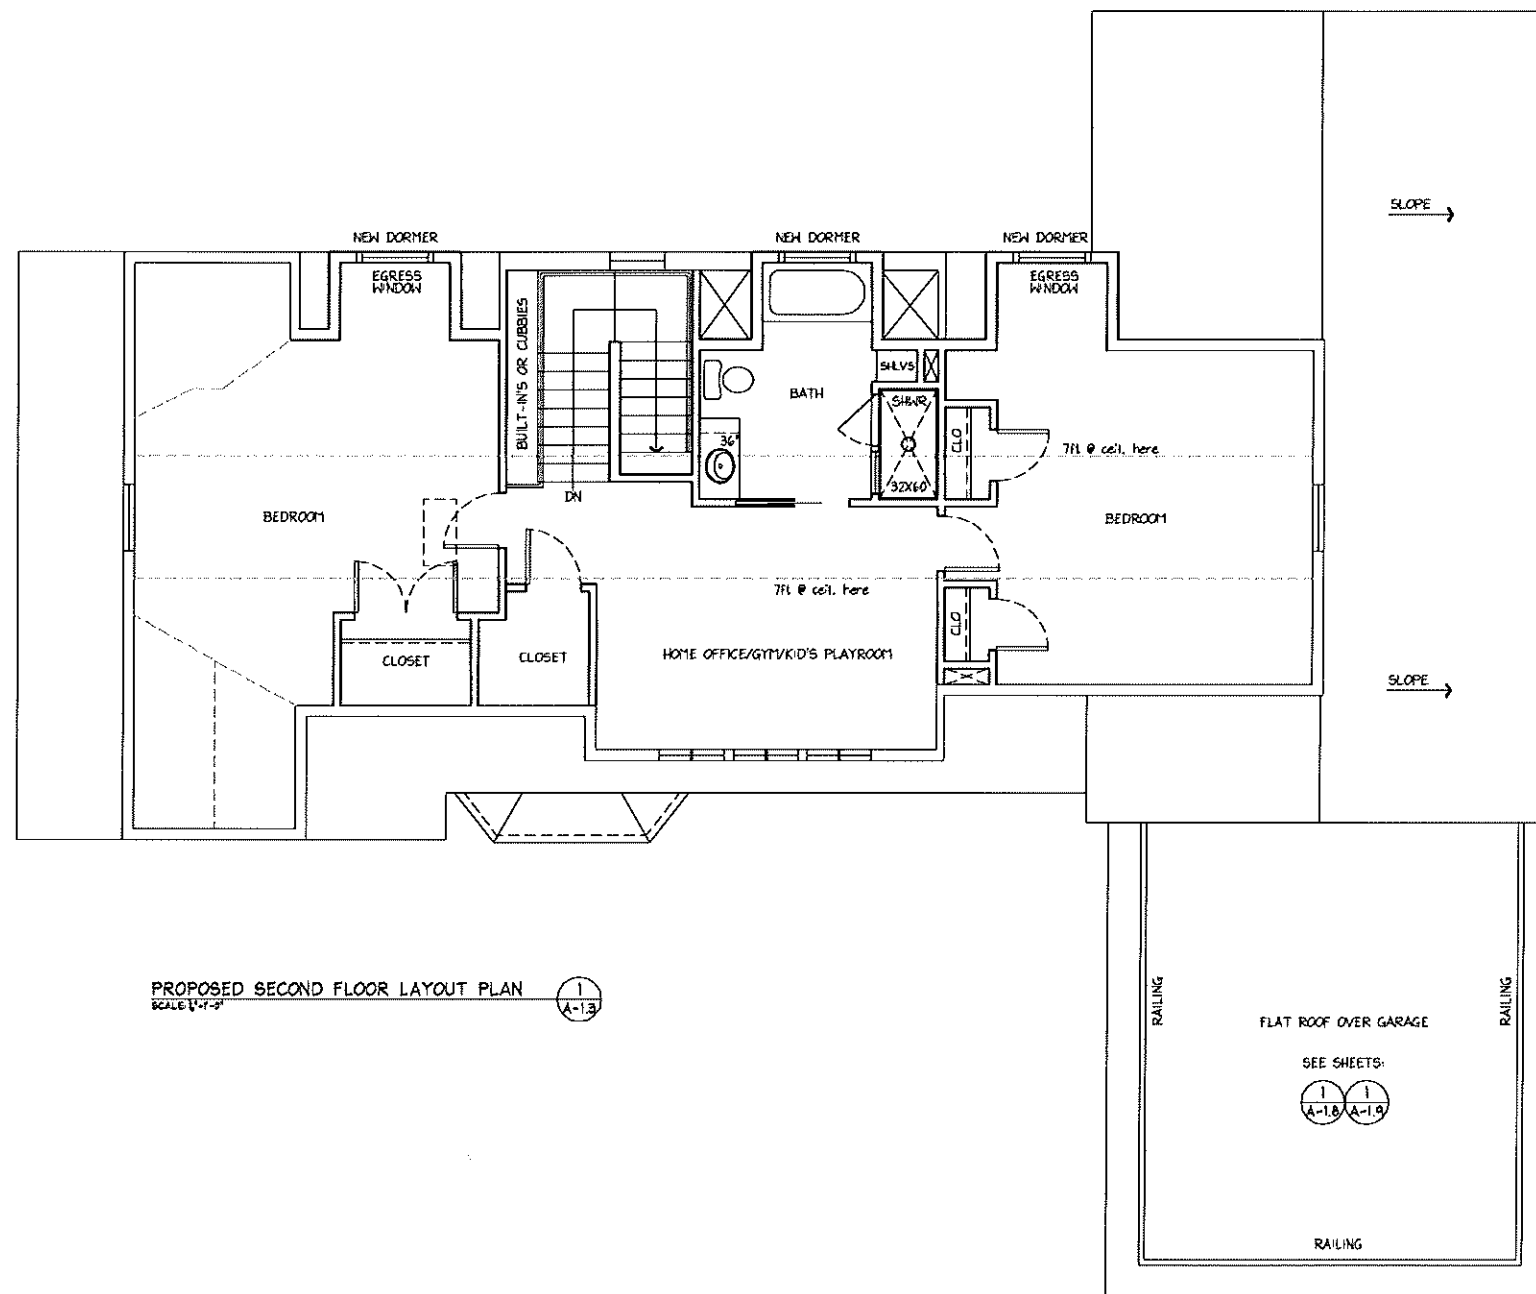 SLOPE
NEW DORMER
NEW DORMER
NEW DORMER
EGRESS
WINDOW
EGRESS
WINDOW
BUILT-IN'S OR CUBBIES
SHLVS
BATH
SHWR
36"
CLO
7ft @ ceil. here
32X60
DN
BEDROOM
BEDROOM
7ft @ ceil. here
CLO
CLOSET
CLOSET
HOME OFFICE/GYM/KID'S PLAYROOM
SLOPE
PROPOSED SECOND FLOOR LAYOUT PLAN
1
A-1.3
RAILING
RAILING
FLAT ROOF OVER GARAGE
SEE SHEETS:
1 1
A-1.8 A-1.9
RAILING